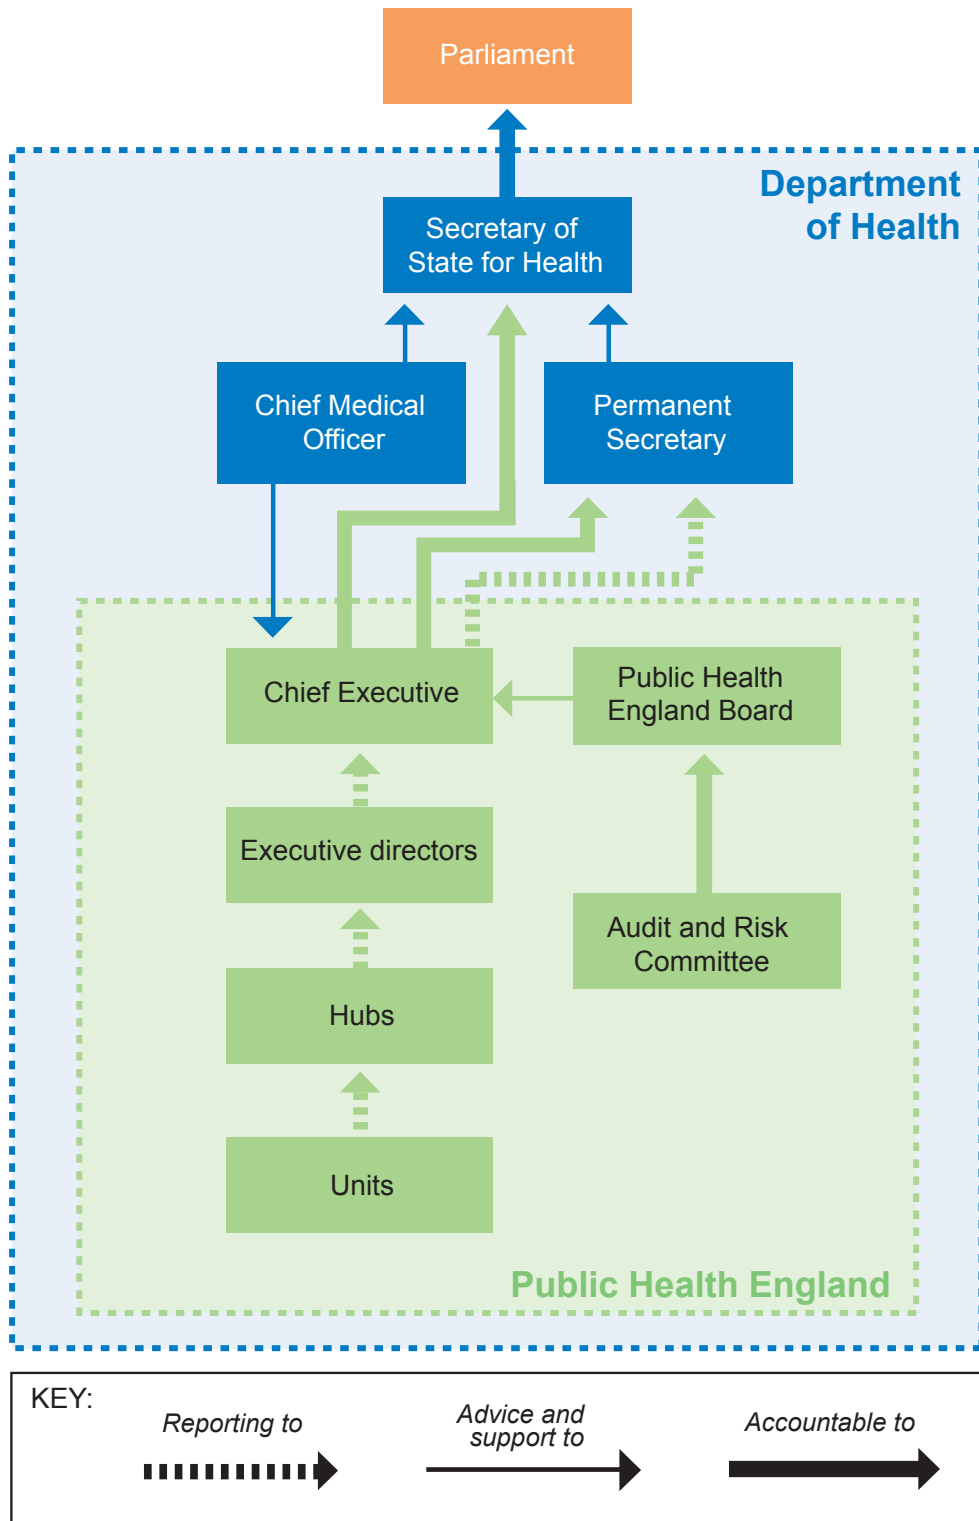 Parliament
Department
of Health
Secretary of
State for Health
Chief Medical
Officer
Permanent
Secretary
Chief Executive
Public Health
England Board
Executive directors
Audit and Risk
Committee
Hubs
Units
Public Health England
KEY:
Reporting to
Advice and
support to
Accountable to